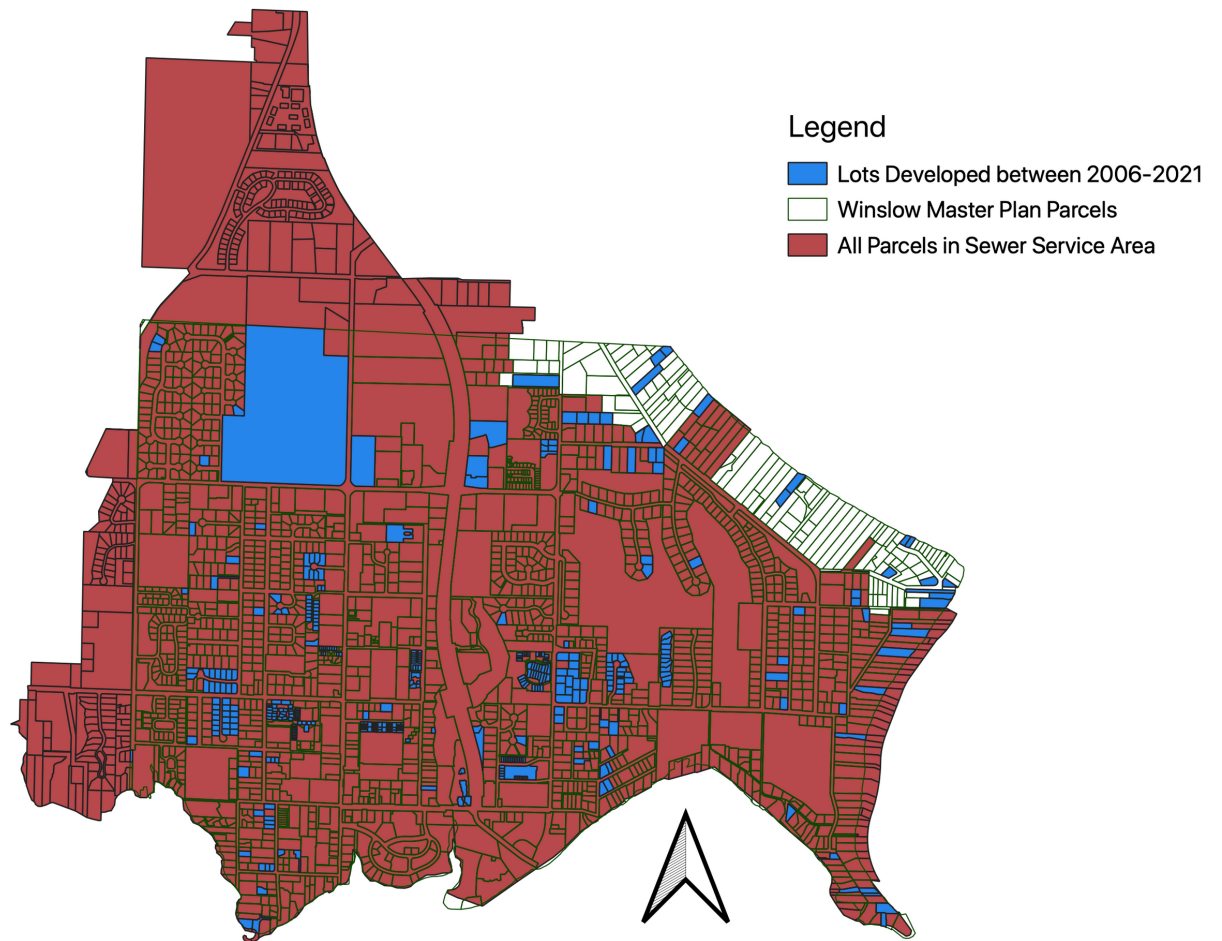 Legend
Lots Developed between 2006-2021
Winslow Master Plan Parcels
All Parcels in Sewer Service Area